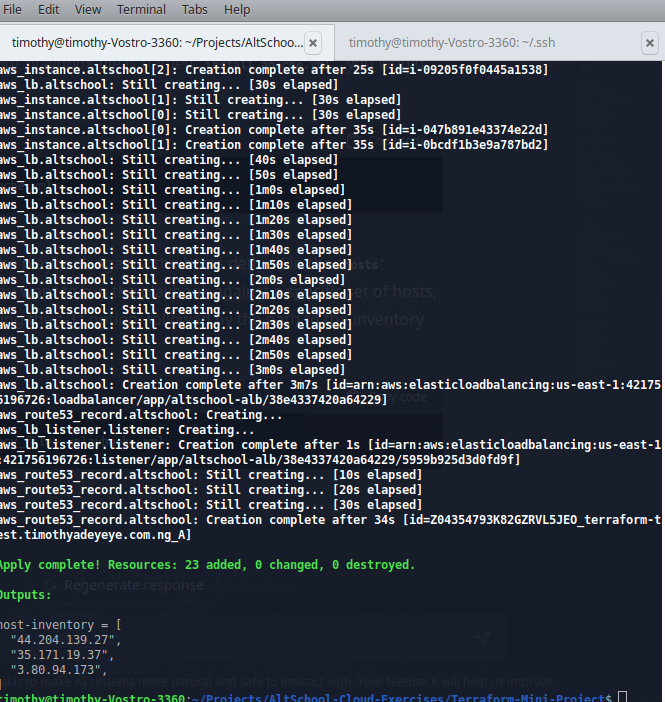 File Edit View Terminal Tabs Help
timothy@timothy-Vostro-3360: ~/Projects/AltSchoo... ×
timothy@timothy-Vostro-3360: ~/.ssh ×
aws_instance.altschool[2]: Creation complete after 25s [id=i-09205f0f0445a1538]
aws_lb.altschool: Still creating... [30s elapsed]
aws_instance.altschool[1]: Still creating... [30s elapsed]
aws_instance.altschool[0]: Still creating... [30s elapsed]
aws_instance.altschool[0]: Creation complete after 35s [id=i-047b891e43374e22d]
aws_instance.altschool[1]: Creation complete after 35s [id=i-0bcdf1b3e9a787bd2]
aws_lb.altschool: Still creating... [40s elapsed]
aws_lb.altschool: Still creating... [50s elapsed]
aws_lb.altschool: Still creating... [1m0s elapsed]
aws_lb.altschool: Still creating... [1m10s elapsed]
aws_lb.altschool: Still creating... [1m20s elapsed]
aws_lb.altschool: Still creating... [1m30s elapsed]
aws_lb.altschool: Still creating... [1m40s elapsed]
aws_lb.altschool: Still creating... [1m50s elapsed]
aws_lb.altschool: Still creating... [2m0s elapsed]
aws_lb.altschool: Still creating... [2m10s elapsed]
aws_lb.altschool: Still creating... [2m20s elapsed]
aws_lb.altschool: Still creating... [2m30s elapsed]
aws_lb.altschool: Still creating... [2m40s elapsed]
aws_lb.altschool: Still creating... [2m50s elapsed]
aws_lb.altschool: Still creating... [3m0s elapsed]
aws_lb.altschool: Creation complete after 3m7s [id=arn:aws:elasticloadbalancing:us-east-1:42175
6196726:loadbalancer/app/altschool-alb/38e4337420a64229]
aws_route53_record.altschool: Creating...
aws_lb_listener.listener: Creating...
aws_lb_listener.listener: Creation complete after 1s [id=arn:aws:elasticloadbalancing:us-east-1
:421756196726:listener/app/altschool-alb/38e4337420a64229/5959b925d3d0fd9f]
aws_route53_record.altschool: Still creating... [10s elapsed]
aws_route53_record.altschool: Still creating... [20s elapsed]
aws_route53_record.altschool: Still creating... [30s elapsed]
aws_route53_record.altschool: Creation complete after 34s [id=Z04354793K82GZRVL5JEO_terraform-t
est.timothyadeyeye.com.ng_A]
Apply complete! Resources: 23 added, 0 changed, 0 destroyed.
Regenerate response
Outputs:
host-inventory = [
"44.204.139.27",
"35.171.19.37",
"3.80.94.173",
]
timothy@timothy-Vostro-3360:~/Projects/AltSchool-Cloud-Exercises/Terraform-Mini-Project$